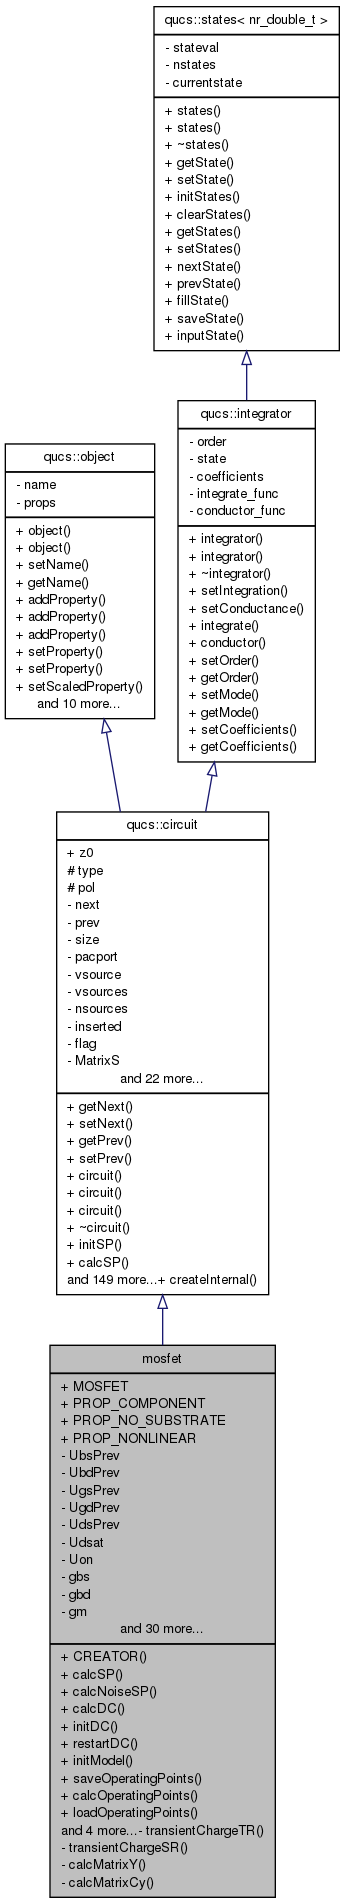 qucs::states< nr_double_t >
- stateval
- nstates
- currentstate
+ states()
+ states()
+ ~states()
+ getState()
+ setState()
+ initStates()
+ clearStates()
+ getStates()
+ setStates()
+ nextState()
+ prevState()
+ fillState()
+ saveState()
+ inputState()
qucs::integrator
- order
- state
- coefficients
- integrate_func
- conductor_func
+ integrator()
+ integrator()
+ ~integrator()
+ setIntegration()
+ setConductance()
+ integrate()
+ conductor()
+ setOrder()
+ getOrder()
+ setMode()
+ getMode()
+ setCoefficients()
+ getCoefficients()
qucs::object
- name
- props
+ object()
+ object()
+ setName()
+ getName()
+ addProperty()
+ addProperty()
+ addProperty()
+ setProperty()
+ setProperty()
+ setScaledProperty()
and 10 more...
qucs::circuit
+ z0
# type
# pol
- next
- prev
- size
- pacport
- vsource
- vsources
- nsources
- inserted
- flag
- MatrixS
and 22 more...
+ getNext()
+ setNext()
+ getPrev()
+ setPrev()
+ circuit()
+ circuit()
+ circuit()
+ ~circuit()
+ initSP()
+ calcSP()
and 149 more...+ createInternal()
mosfet
+ MOSFET
+ PROP_COMPONENT
+ PROP_NO_SUBSTRATE
+ PROP_NONLINEAR
- UbsPrev
- UbdPrev
- UgsPrev
- UgdPrev
- UdsPrev
- Udsat
- Uon
- gbs
- gbd
- gm
and 30 more...
+ CREATOR()
+ calcSP()
+ calcNoiseSP()
+ calcDC()
+ initDC()
+ restartDC()
+ initModel()
+ saveOperatingPoints()
+ calcOperatingPoints()
+ loadOperatingPoints()
and 4 more...- transientChargeTR()
- transientChargeSR()
- calcMatrixY()
- calcMatrixCy()